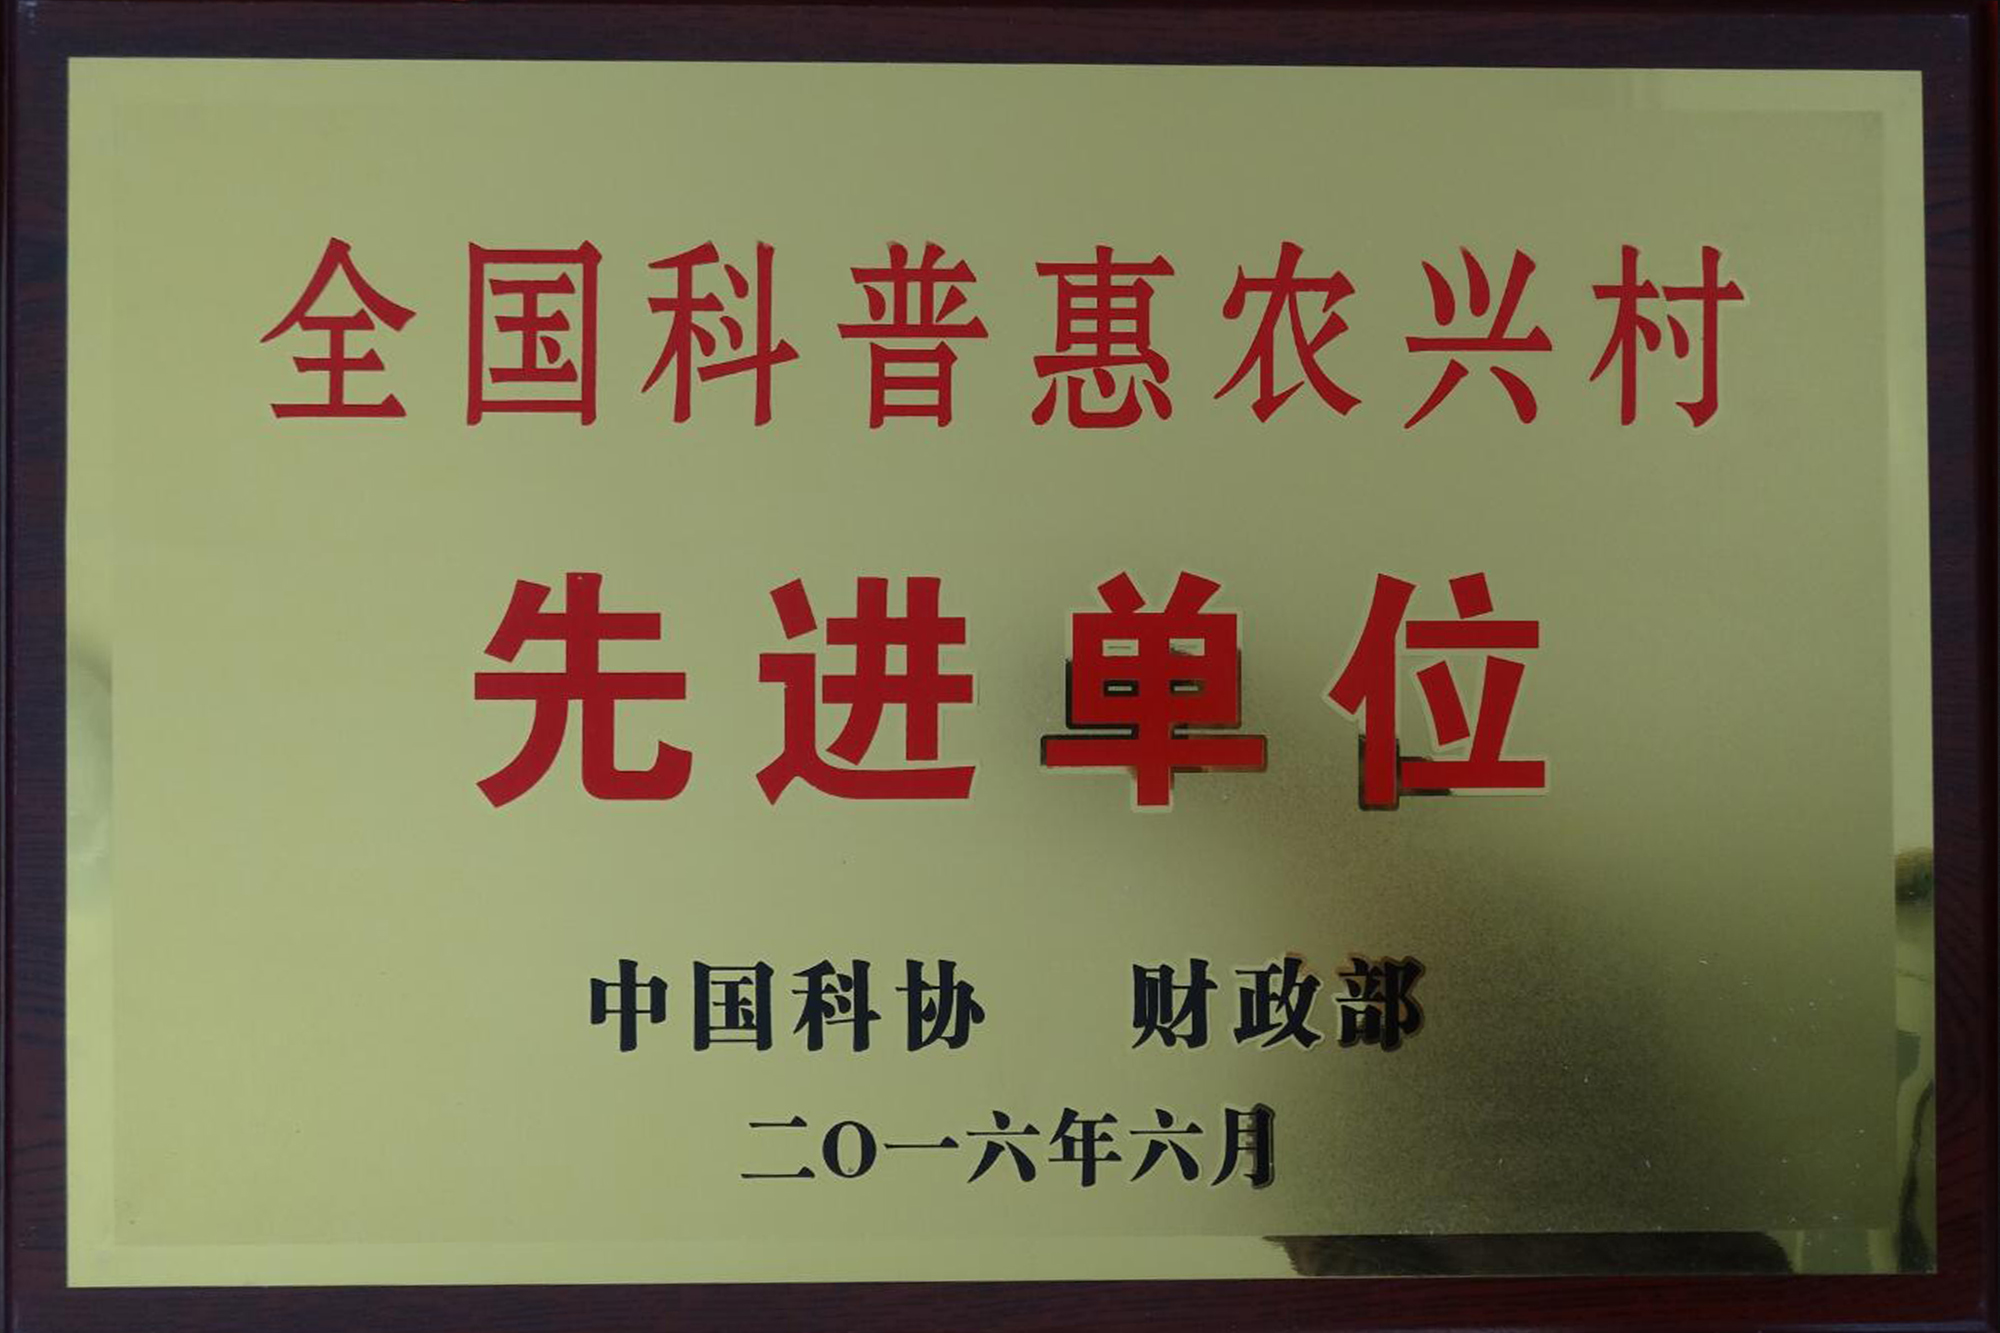 全国科普惠农兴村
先进单位
中国科协 财政部
二O一六年六月